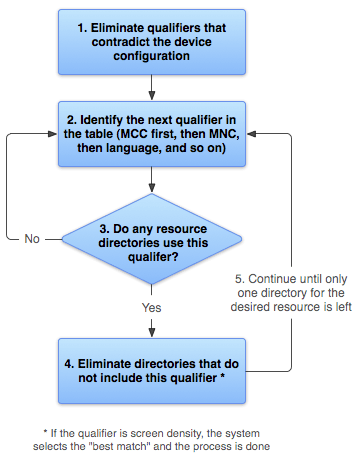 1. Eliminate qualifiers that
contradict the device
configuration
2. Identify the next qualifier in
the table (MCC first, then MNC,
then language, and so on)
3. Do any resource
directories use this
qualifer?
No
Yes
4. Eliminate directories that do
not include this qualifier *
5. Continue until only
one directory for the
desired resource is left
* If the qualifier is screen density, the system
selects the "best match" and the process is done